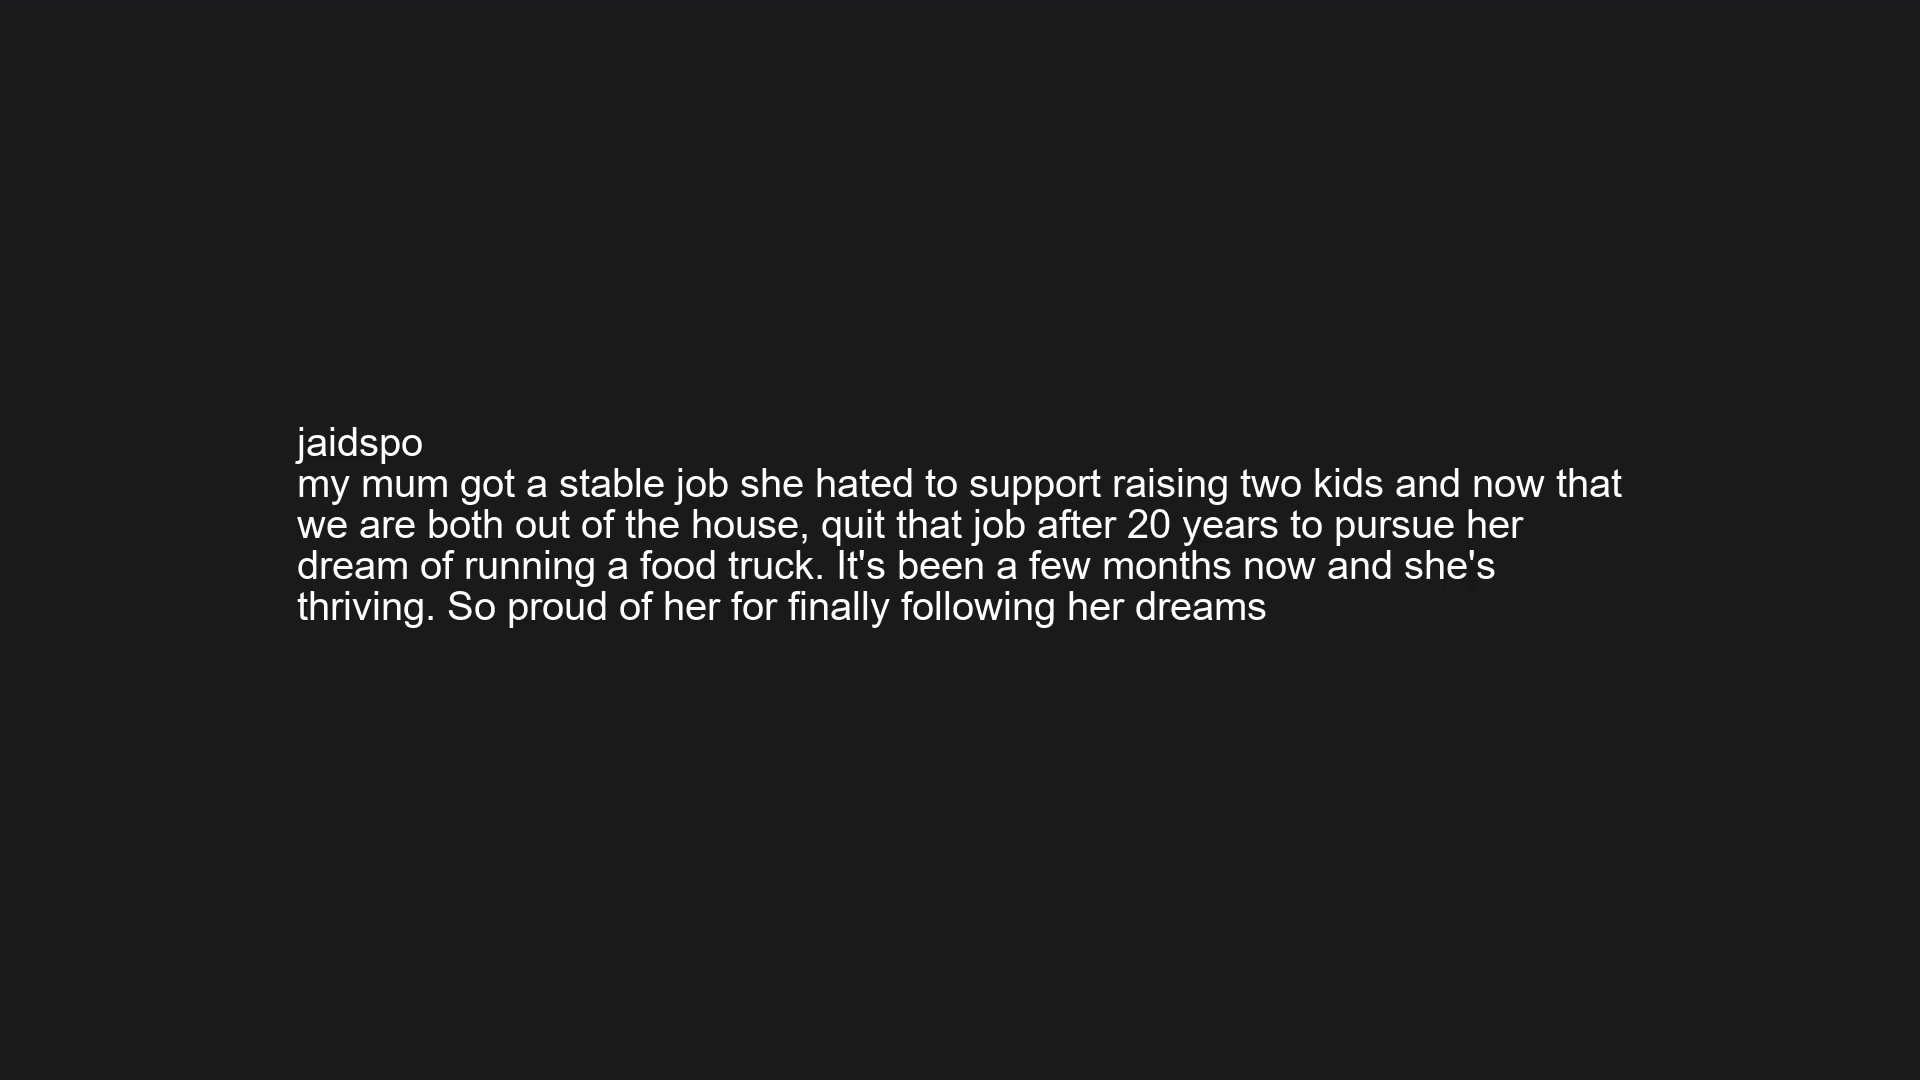 jaidspo
my mum got a stable job she hated to support raising two kids and now that
we are both out of the house, quit that job after 20 years to pursue her
dream of running a food truck. It's been a few months now and she's
thriving. So proud of her for finally following her dreams